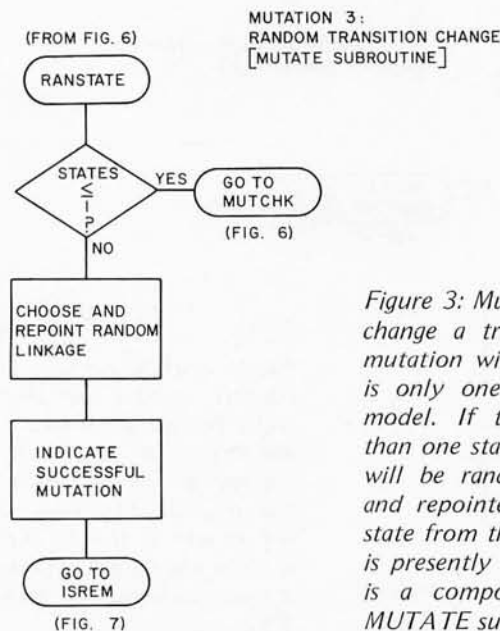 MUTATION 3:
RANDOM TRANSITION CHANGE
[MUTATE SUBROUTINE]
(FROM FIG. 6)
RANSTATE
STATES
≤
1
?
YES
GO TO
MUTCHK
(FIG. 6)
NO
CHOOSE AND
REPOINT RANDOM
LINKAGE
INDICATE
SUCCESSFUL
MUTATION
GO TO
ISREM
(FIG. 7)
Figure 3: Mu
change a tr
mutation wi
is only one
model. If t
than one sta
will be rand
and repointe
state from th
is presently
is a compo
MUTATE su